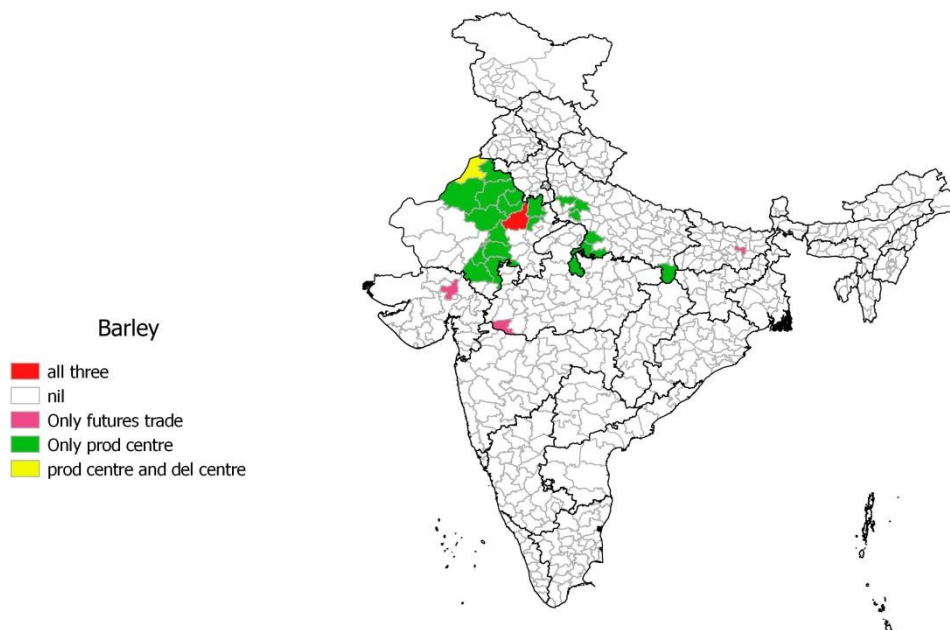 Barley
all three
nil
Only futures trade
Only prod centre
prod centre and del centre